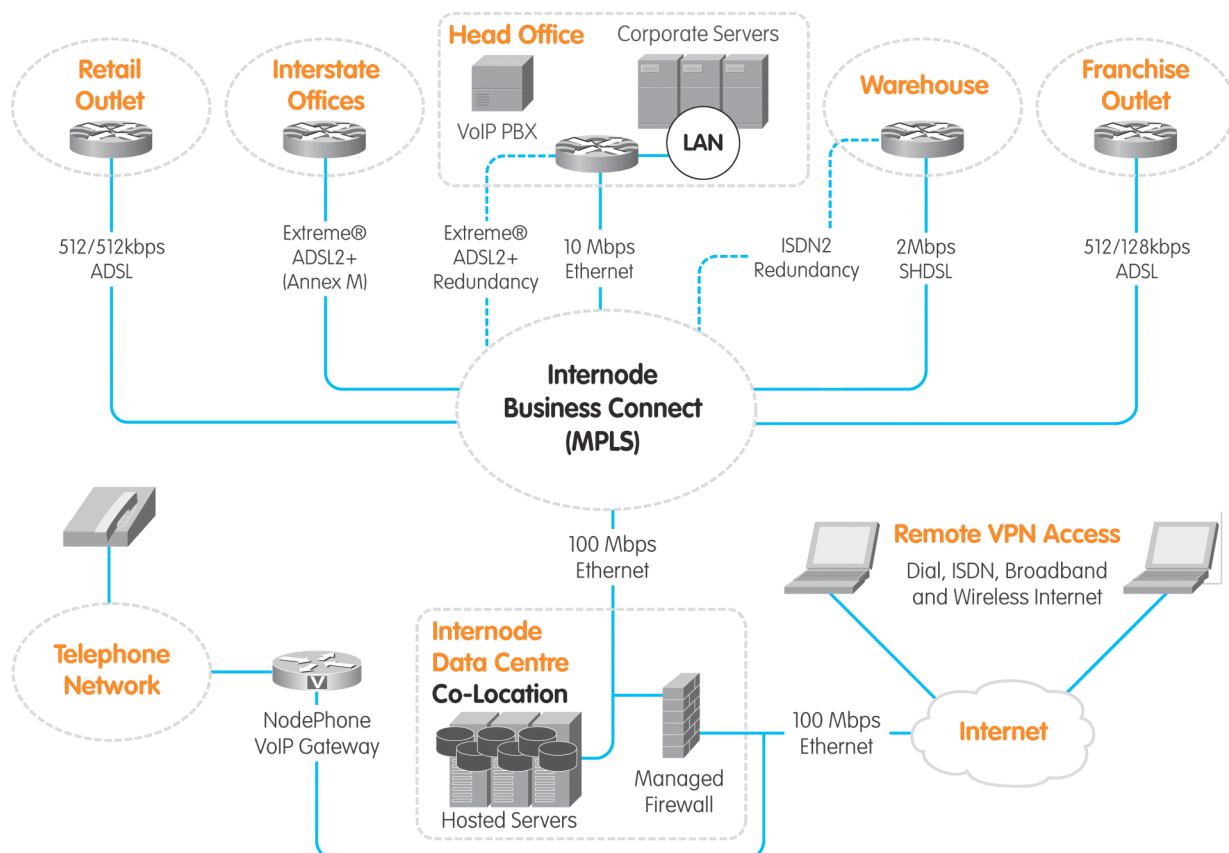 Retail
Outlet
Interstate
Offices
Head Office
Corporate Servers
VoIP PBX
LAN
Warehouse
Franchise
Outlet
512/512kbps
ADSL
Extreme®
ADSL2+
(Annex M)
Extreme®
ADSL2+
Redundancy
10 Mbps
Ethernet
ISDN2
Redundancy
2Mbps
SHDSL
512/128kbps
ADSL
Internode
Business Connect
(MPLS)
100 Mbps
Ethernet
Remote VPN Access
Dial, ISDN, Broadband
and Wireless Internet
Telephone
Network
V
NodePhone
VoIP Gateway
Internode
Data Centre
Co-Location
Hosted Servers
Managed
Firewall
100 Mbps
Ethernet
Internet